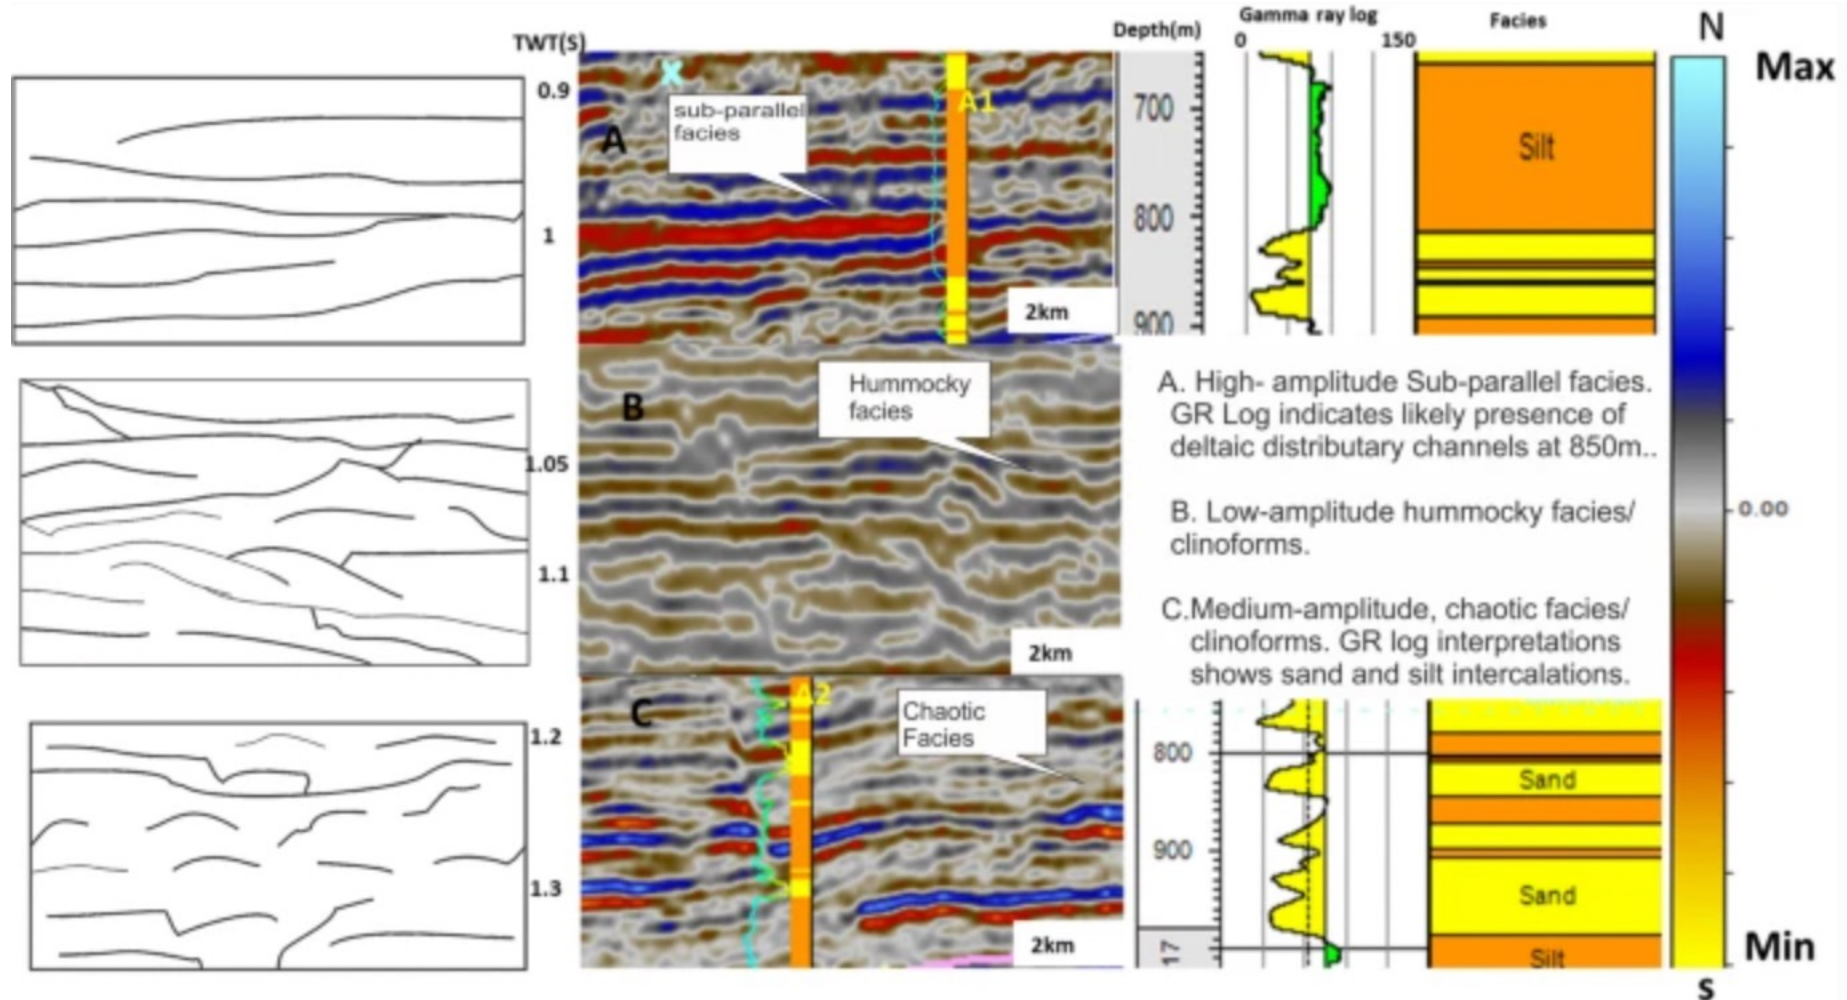 TWT(S)
Depth(m)
Gamma ray log
0
150
Facies
N
Max
0.9
X
sub-parallel
facies
A
A1
1
2km
700
800
900
Silt
B
Hummocky
facies
1.05
1.1
2km
A. High- amplitude Sub-parallel facies.
GR Log indicates likely presence of
deltaic distributary channels at 850m..
B. Low-amplitude hummocky facies/
clinoforms.
C.Medium-amplitude, chaotic facies/
clinoforms. GR log interpretations
shows sand and silt intercalations.
0.00
C
A2
Chaotic
Facies
1.2
1.3
2km
800
900
17
Sand
Sand
Silt
Min
S